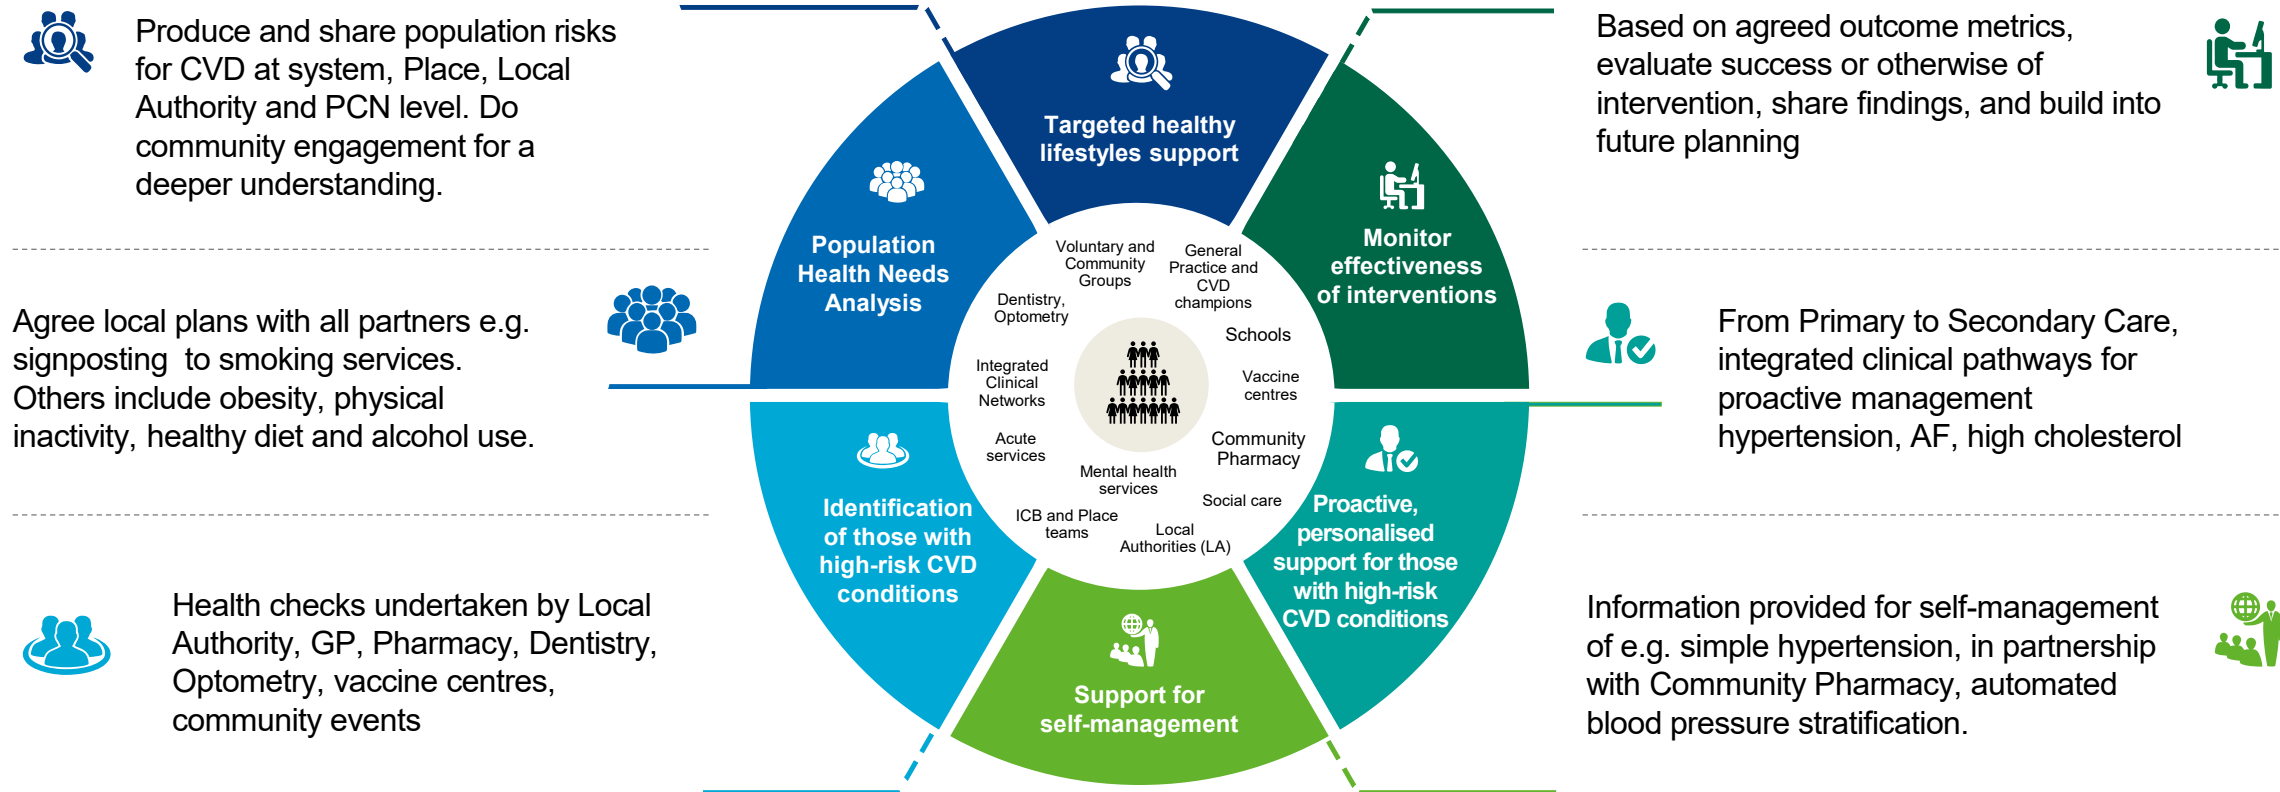 Produce and share population risks
for CVD at system, Place, Local
Authority and PCN level. Do
community engagement for a
deeper understanding.
Agree local plans with all partners e.g.
signposting to smoking services.
Others include obesity, physical
inactivity, healthy diet and alcohol use.
Health checks undertaken by Local
Authority, GP, Pharmacy, Dentistry,
Optometry, vaccine centres,
community events
Targeted healthy
lifestyles support
Population
Health Needs
Analysis
Monitor
effectiveness
of interventions
Identification
of those with
high-risk CVD
conditions
Proactive,
personalised
support for those
with high-risk
CVD conditions
Support for
self-management
Voluntary and
Community
Groups
General
Practice and
CVD
champions
Dentistry,
Optometry
Schools
Integrated
Clinical
Networks
Vaccine
centres
Acute
services
Community
Pharmacy
Mental health
services
Social care
ICB and Place
teams
Local
Authorities (LA)
Based on agreed outcome metrics,
evaluate success or otherwise of
intervention, share findings, and build into
future planning
From Primary to Secondary Care,
integrated clinical pathways for
proactive management
hypertension, AF, high cholesterol
Information provided for self-management
of e.g. simple hypertension, in partnership
with Community Pharmacy, automated
blood pressure stratification.